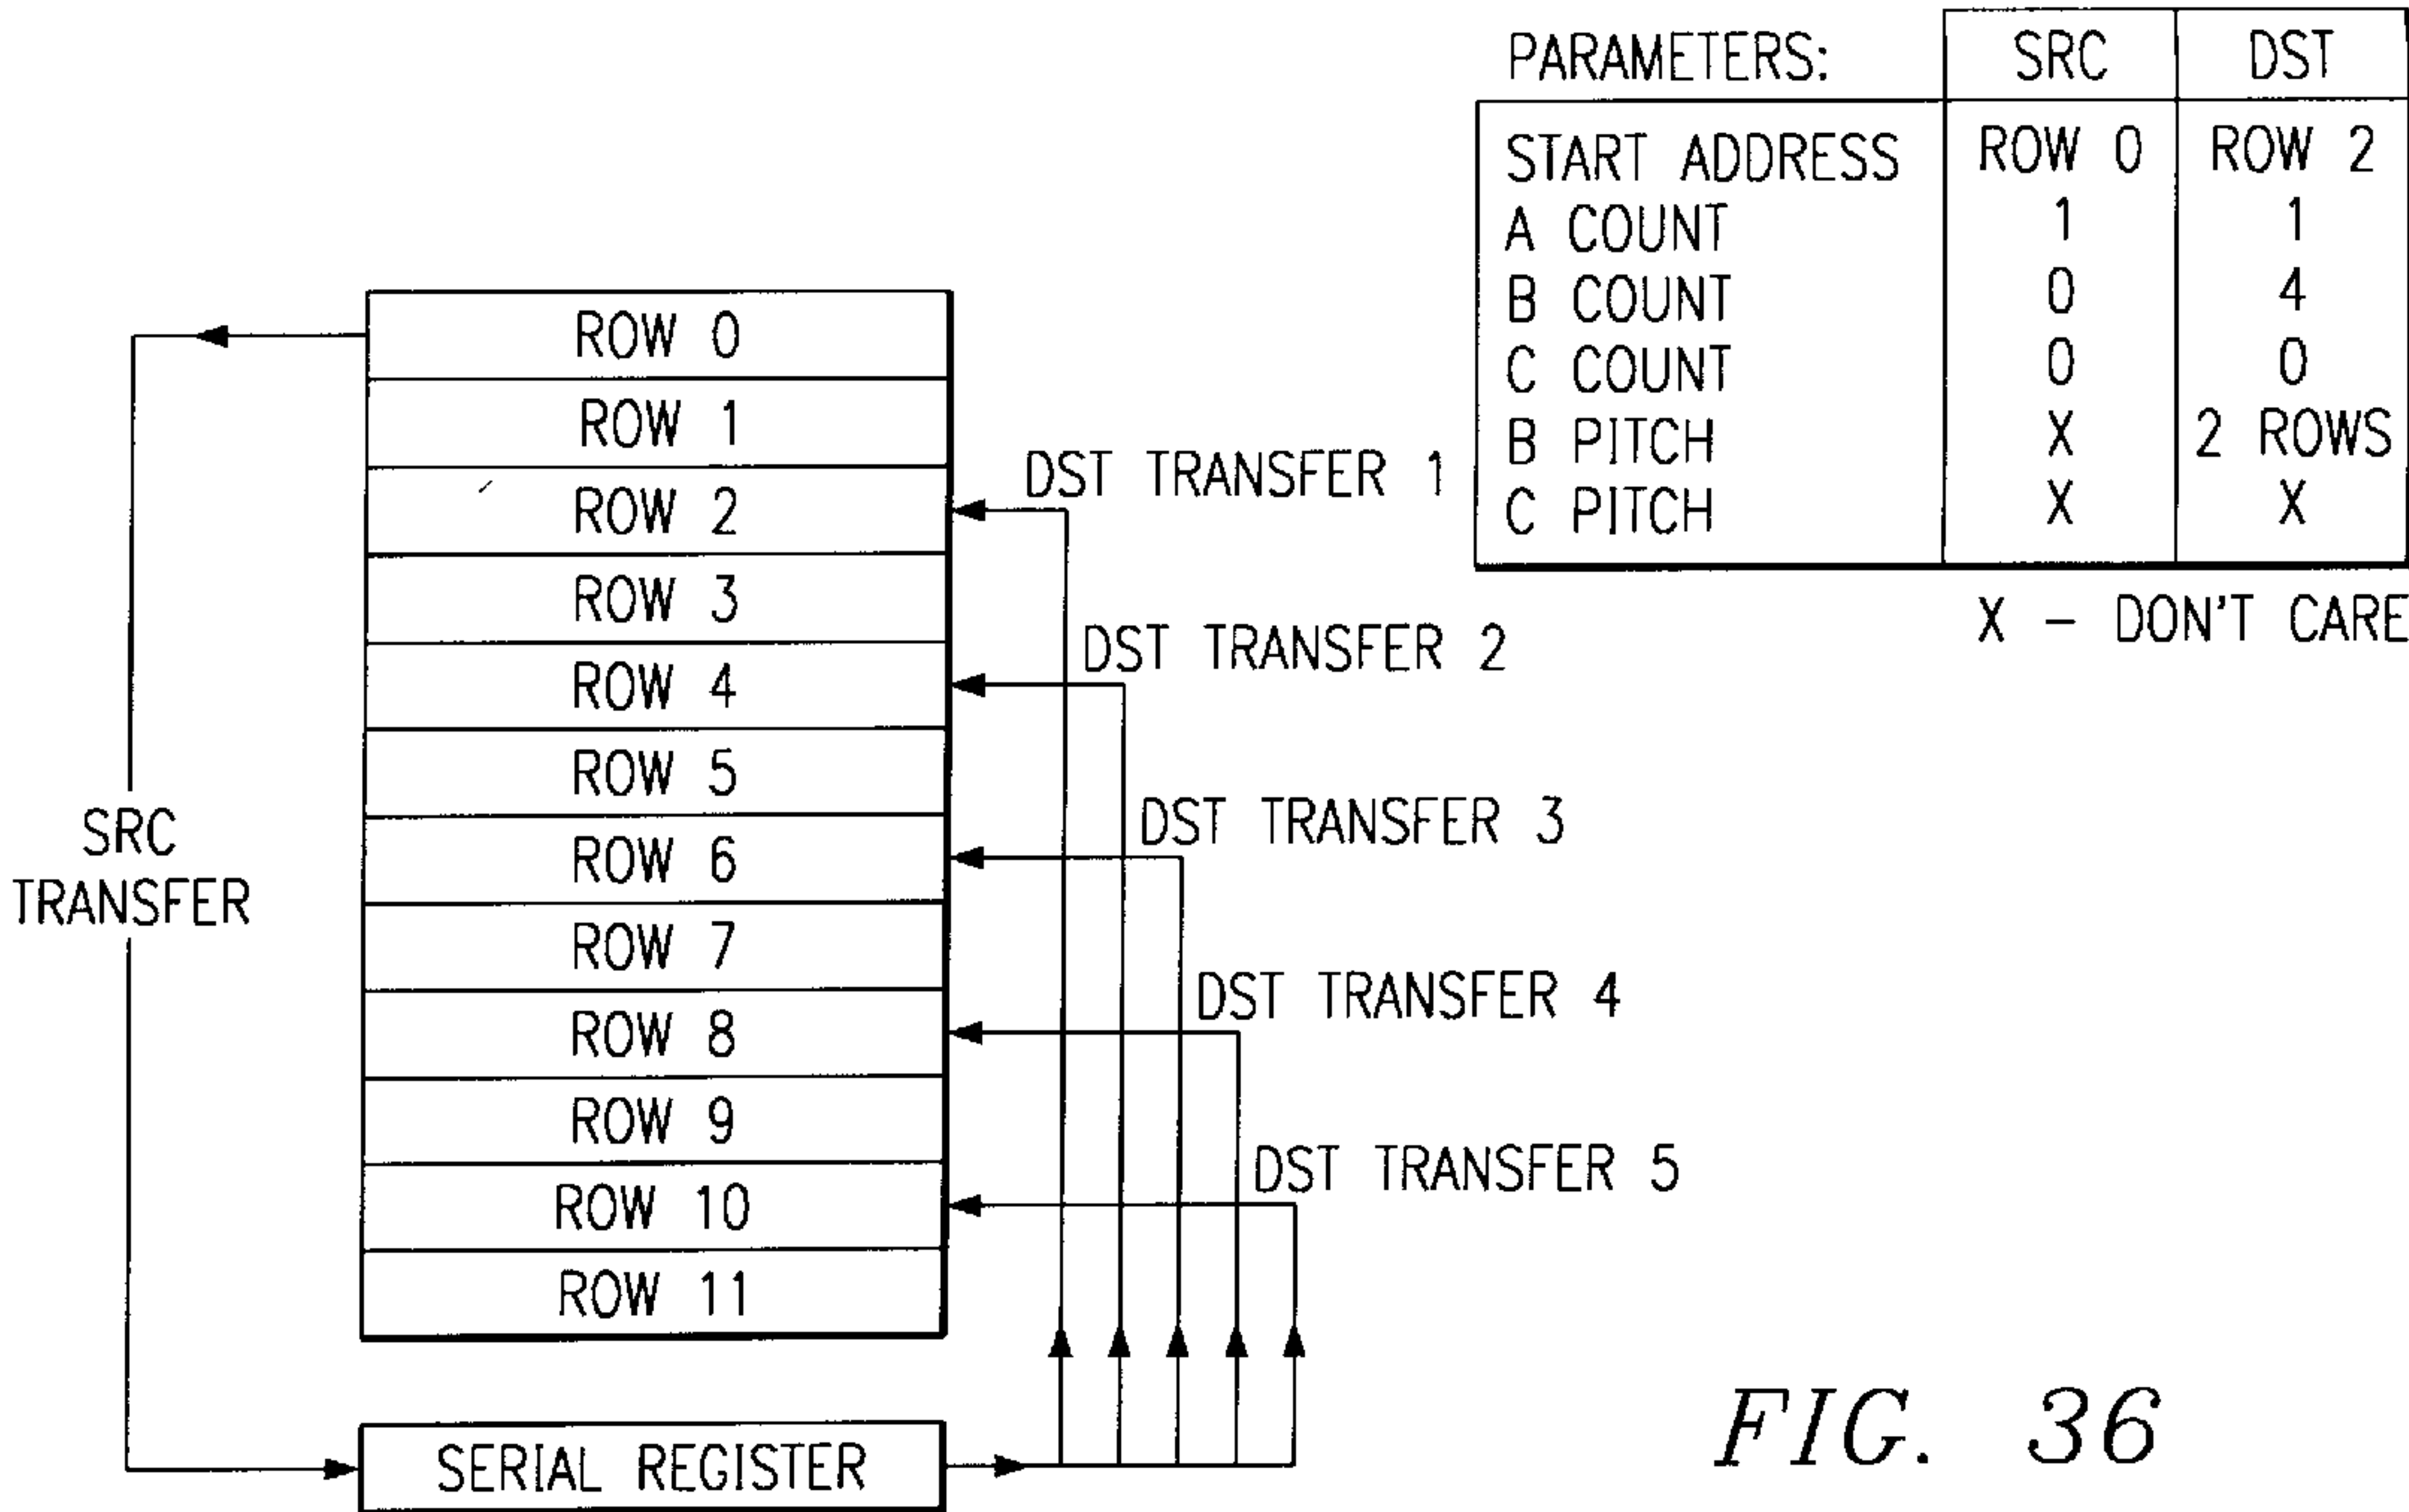 PARAMETERS: SRC DST
START ADDRESS ROW 0 ROW 2
A COUNT 1 1
B COUNT 0 4
C COUNT 0 0
B PITCH X 2 ROWS
C PITCH X X
X – DON'T CARE
ROW 0
ROW 1
ROW 2
ROW 3
ROW 4
ROW 5
ROW 6
ROW 7
ROW 8
ROW 9
ROW 10
ROW 11
SRC
TRANSFER
DST TRANSFER 1
DST TRANSFER 2
DST TRANSFER 3
DST TRANSFER 4
DST TRANSFER 5
SERIAL REGISTER
FIG. 36